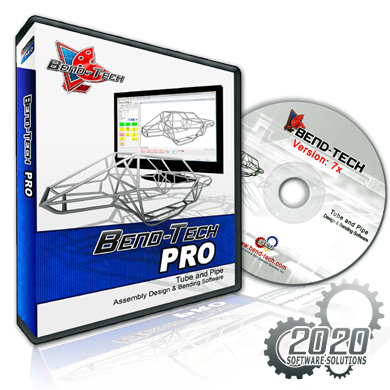 BEND-TECH
BEND-TECH PRO
BEND-TECH
PRO
Tube and Pipe
Assembly Design & Bending Software
BEND-TECH
Version: 7x
Tube and Pipe
Design & Bending Software
www.bend-tech.com
2020
SOFTWARE-SOLUTIONS